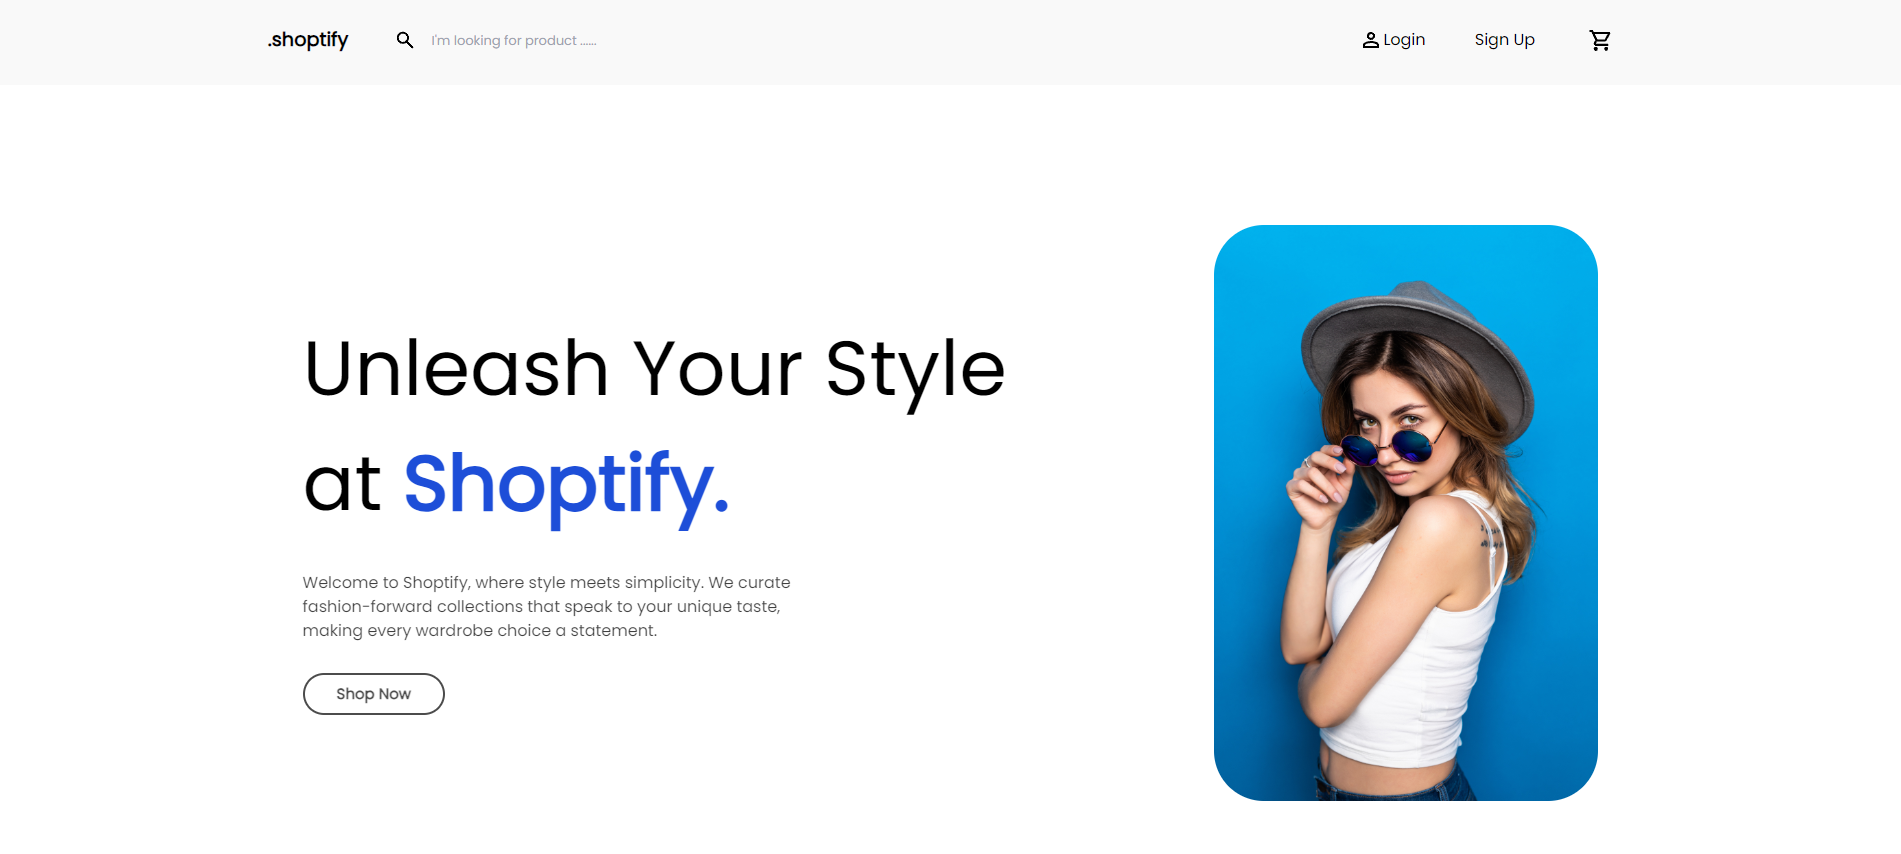 .shoptify
I'm looking for product ......
Login
Sign Up
Unleash Your Style
at Shoptify.
Welcome to Shoptify, where style meets simplicity. We curate
fashion-forward collections that speak to your unique taste,
making every wardrobe choice a statement.
Shop Now